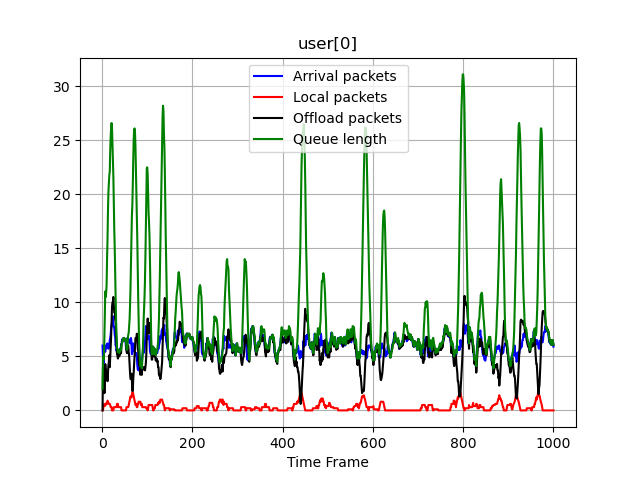 user[0]
Arrival packets
Local packets
Offload packets
Queue length
30
25
20
15
10
5
0
0 200 400 600 800 1000
Time Frame